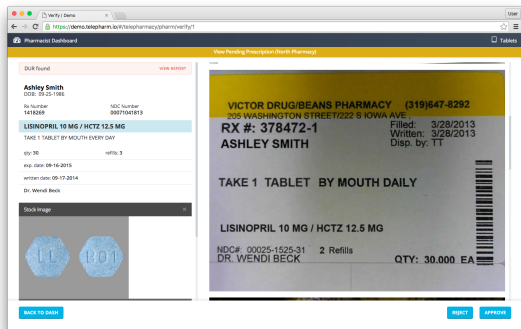 Verify / Demo
User
https://demo.telepharm.io/#/telepharmacy/pharm/verify/1
Pharmacist Dashboard
Tablets
View Pending Prescription (North Pharmacy)
DUR found
VIEW REPORT
Ashley Smith
DOB: 09-25-1986
Rx Number
NDC Number
1418269
00071041813
LISINOPRIL 10 MG / HCTZ 12.5 MG
TAKE 1 TABLET BY MOUTH EVERY DAY
qty: 30
refills: 3
exp. date: 09-16-2015
written date: 09-17-2014
Dr. Wendi Beck
Stock Image
LL
B01
BACK TO DASH
VICTOR DRUG/BEANS PHARMACY (319)647-8292
205 WASHINGTON STREET/222 S IOWA AVE,
RX #: 378472-1
Filled: 3/28/2013
Written: 3/28/2013
ASHLEY SMITH
Disp. by: TT
TAKE 1 TABLET BY MOUTH DAILY
LISINOPRIL 10 MG / HCTZ 12.5 MG
NDC#: 00025-1525-31 2 Refills
DR. WENDI BECK
QTY: 30.000 EA
REJECT
APPROVE